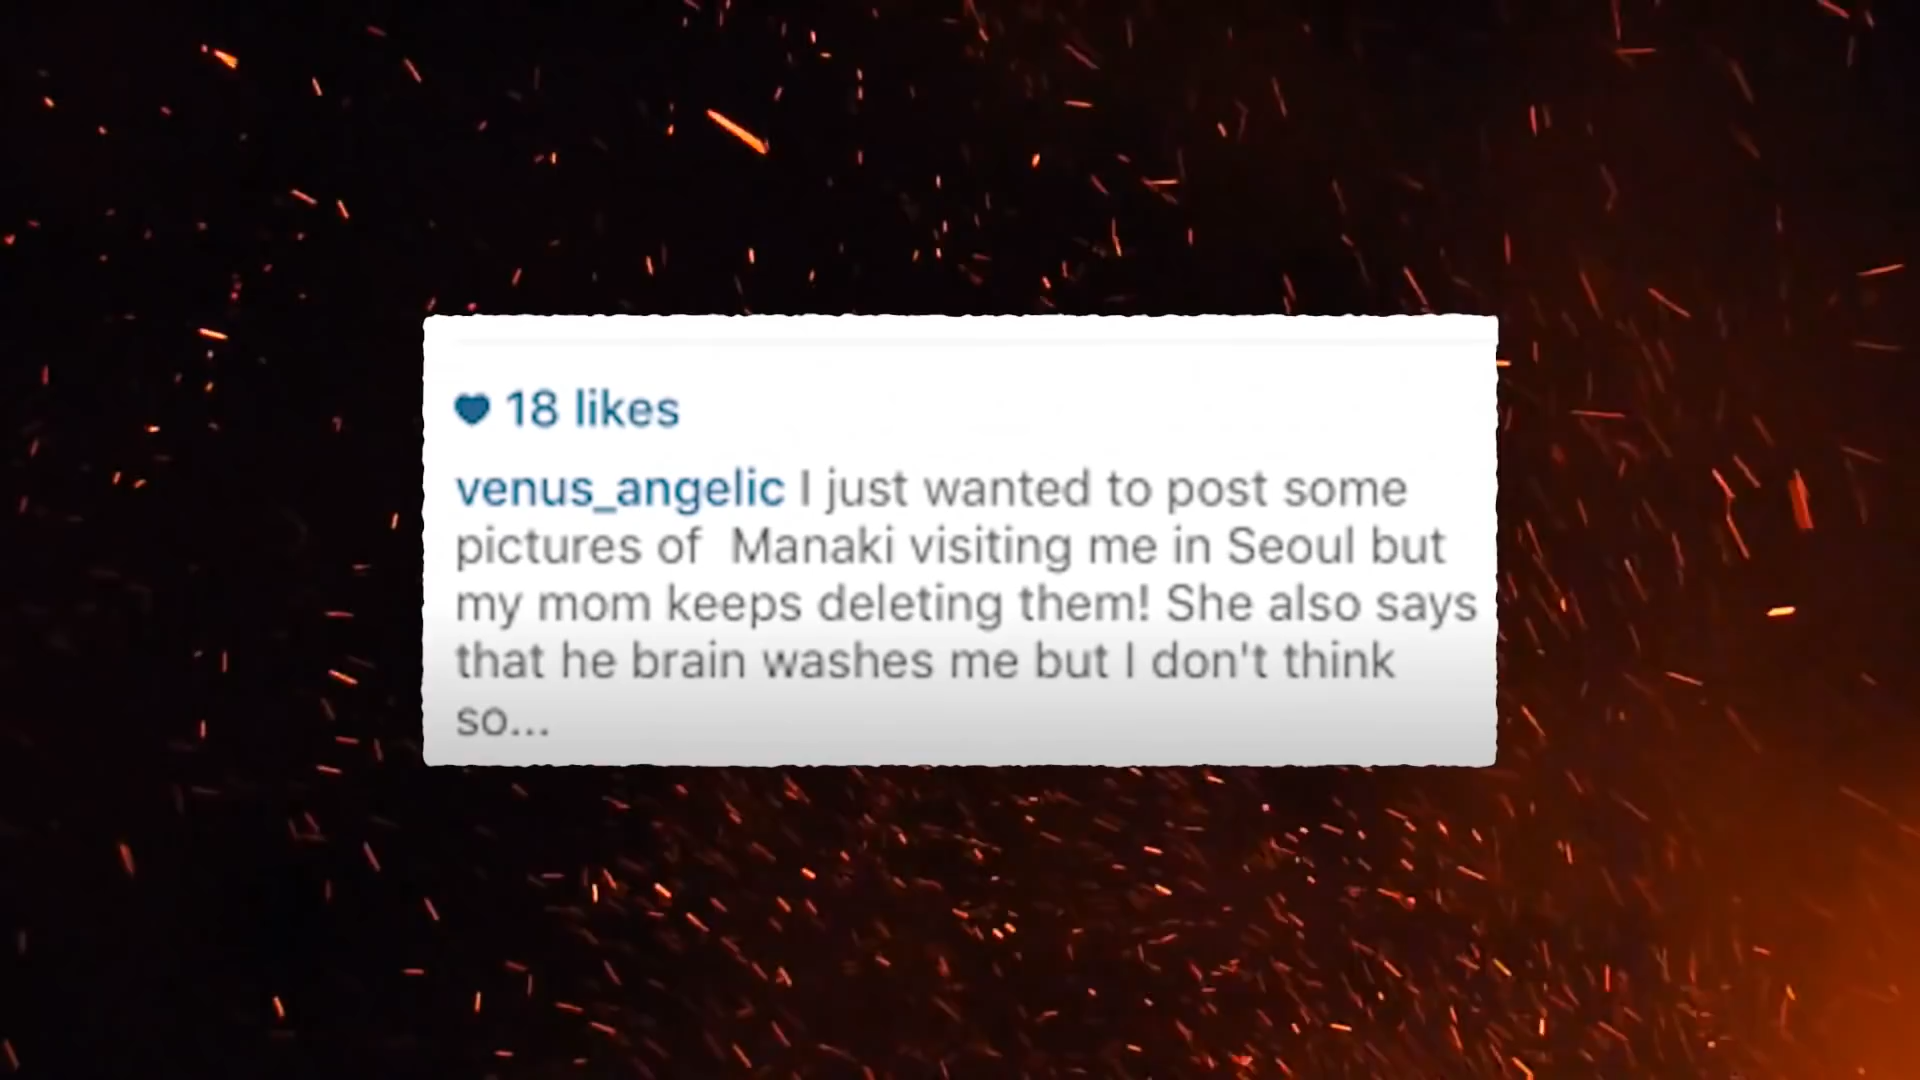 18 likes
venus_angelic I just wanted to post some
pictures of  Manaki visiting me in Seoul but
my mom keeps deleting them! She also says
that he brain washes me but I don't think
so...